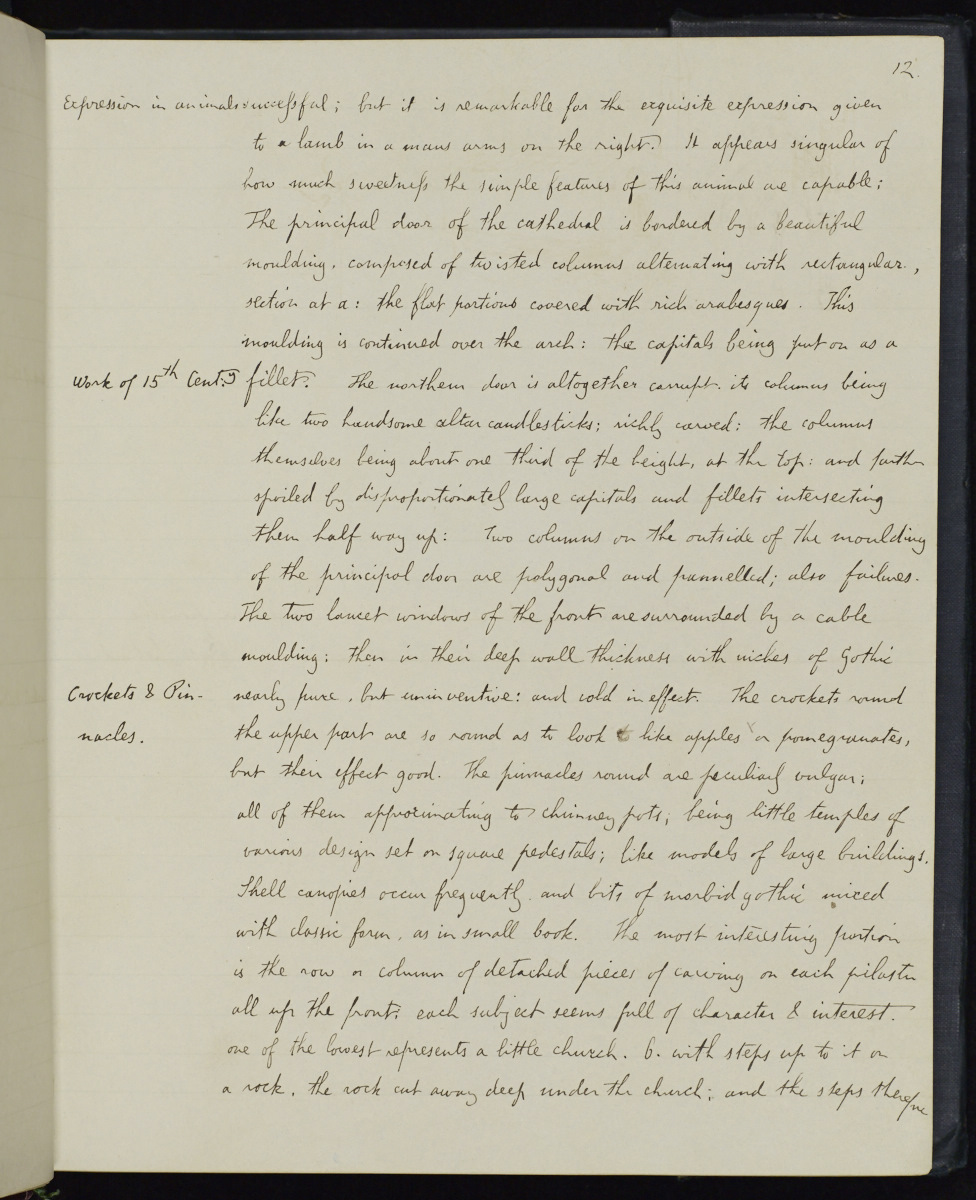 12.
Expression in animals successful; but it is remarkable for the exquisite expression given
to a lamb in a mans arms on the right. It appears singular of
how much sweetness the simple features of this animal are capable;
The principal door of the cathedral is bordered by a beautiful
moulding, composed of twisted columns alternating with rectangular,
section at a: the flat portions covered with rich arabesques. This
moulding is continued over the arch: the capitals being put on as a
Work of 15th Cent.y fillet. The northern door is altogether corrupt. its columns being
like two handsome altar candlesticks; richly carved: the columns
themselves being about one third of the height, at the top: and farther
spoiled by disproportionately large capitals and fillets intersecting
them half way up: Two columns on the outside of the moulding
of the principal door are polygonal and pannelled; also failures.
The two lancet windows of the front are surrounded by a cable
moulding: then in their deep wall thickness with niches of Gothic
Crockets & Pin- nearly pure, but uninventive: and cold in effect. The crockets round
nacles. the upper part are so round as to look like apples or pomegranates,
but their effect good. The pinnacles round are peculiarly vulgar;
all of them approximating to chimney pots; being little temples of
various design set on square pedestals; like models of large buildings.
Shell canopies occur frequently, and bits of morbid gothic mixed
with classic form, as in small book. The most interesting portion
is the row or column of detached pieces of carving on each pilaster
all up the front: each subject seems full of character & interest.
one of the lowest represents a little church. b. with steps up to it on
a rock, the rock cut away deep under the church; and the steps therefore